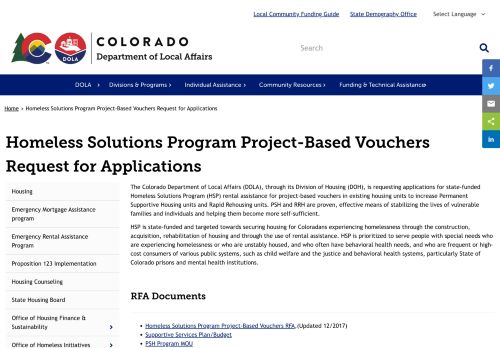 Local Community Funding Guide
State Demography Office
Select Language
COLORADO
Department of Local Affairs
DOLA
Search
DOLA
Divisions & Programs
Individual Assistance
Community Resources
Funding & Technical Assistance
Home » Homeless Solutions Program Project-Based Vouchers Request for Applications
Homeless Solutions Program Project-Based Vouchers
Request for Applications
Housing
Emergency Mortgage Assistance
program
Emergency Rental Assistance
Program
Proposition 123 Implementation
Housing Counseling
State Housing Board
Office of Housing Finance &
Sustainability
Office of Homeless Initiatives
The Colorado Department of Local Affairs (DOLA), through its Division of Housing (DOH), is requesting applications for state-funded
Homeless Solutions Program (HSP) rental assistance for project-based vouchers in existing housing units to increase Permanent
Supportive Housing units and Rapid Rehousing units. PSH and RRH are proven, effective means of stabilizing the lives of vulnerable
families and individuals and helping them become more self-sufficient.
HSP is state-funded and targeted towards securing housing for Coloradans experiencing homelessness through the construction,
acquisition, rehabilitation of housing and through the use of rental assistance. HSP is prioritized to serve people with special needs who
are experiencing homelessness or who are unstably housed, and who often have behavioral health needs, and who are frequent or high-
cost consumers of various public systems, such as child welfare and the justice and behavioral health systems, particularly State of
Colorado prisons and mental health institutions.
RFA Documents
Homeless Solutions Program Project-Based Vouchers RFA (Updated 12/2017)
Supportive Services Plan/Budget
PSH Program MOU